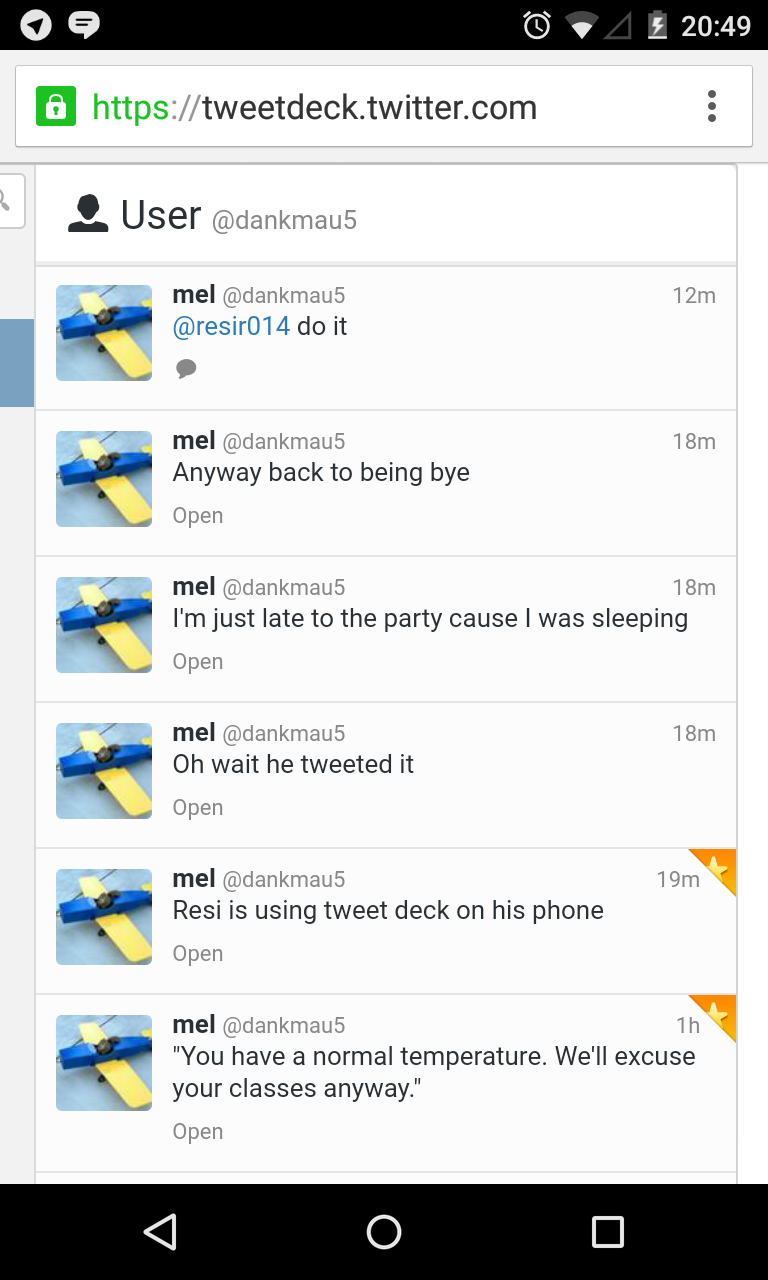 20:49
https://tweetdeck.twitter.com
User @dankmau5
mel @dankmau5 12m
@resir014 do it
mel @dankmau5 18m
Anyway back to being bye
Open
mel @dankmau5 18m
I'm just late to the party cause I was sleeping
Open
mel @dankmau5 18m
Oh wait he tweeted it
Open
mel @dankmau5 19m
Resi is using tweet deck on his phone
Open
mel @dankmau5 1h
"You have a normal temperature. We'll excuse
your classes anyway."
Open